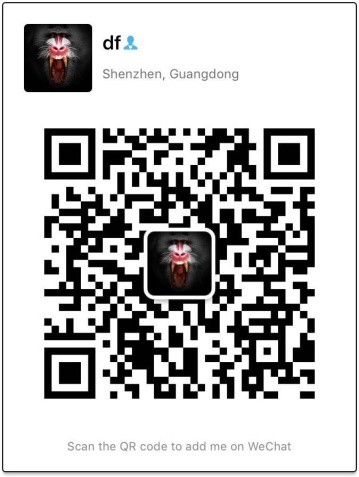 df
Shenzhen, Guangdong
Scan the QR code to add me on WeChat